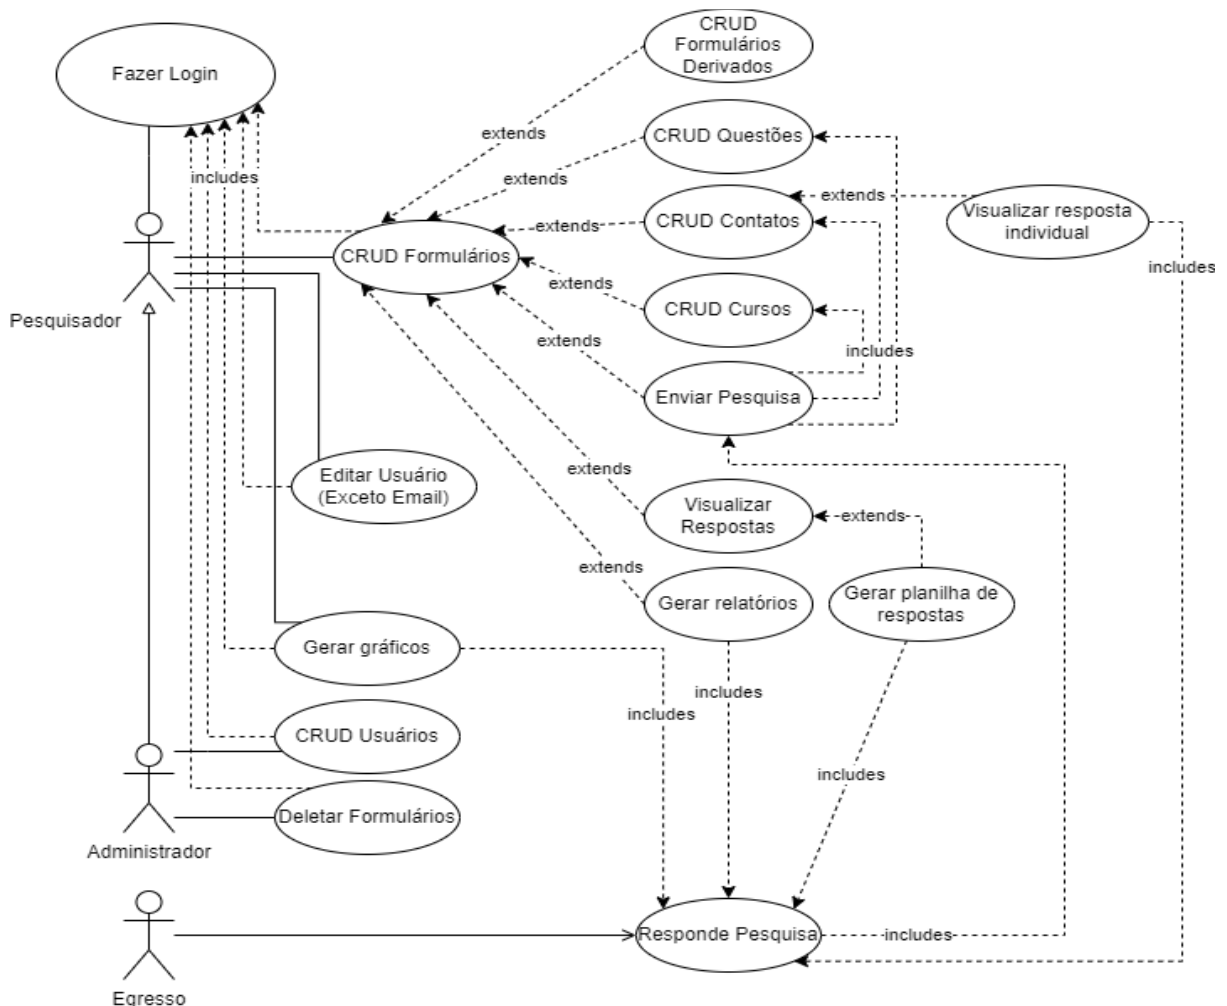 CRUD
Formulários
Derivados
Fazer Login
extends
CRUD Questões
includes
extends
extends
CRUD Contatos
extends
Visualizar resposta
individual
CRUD Formulários
includes
Pesquisador
extends
CRUD Cursos
extends
includes
Enviar Pesquisa
Editar Usuário
(Exceto Email)
extends
Visualizar
Respostas
extends
extends
Gerar relatórios
Gerar planilha de
respostas
Gerar gráficos
includes
includes
CRUD Usuários
includes
Deletar Formulários
Administrador
Responde Pesquisa
includes
Egresso